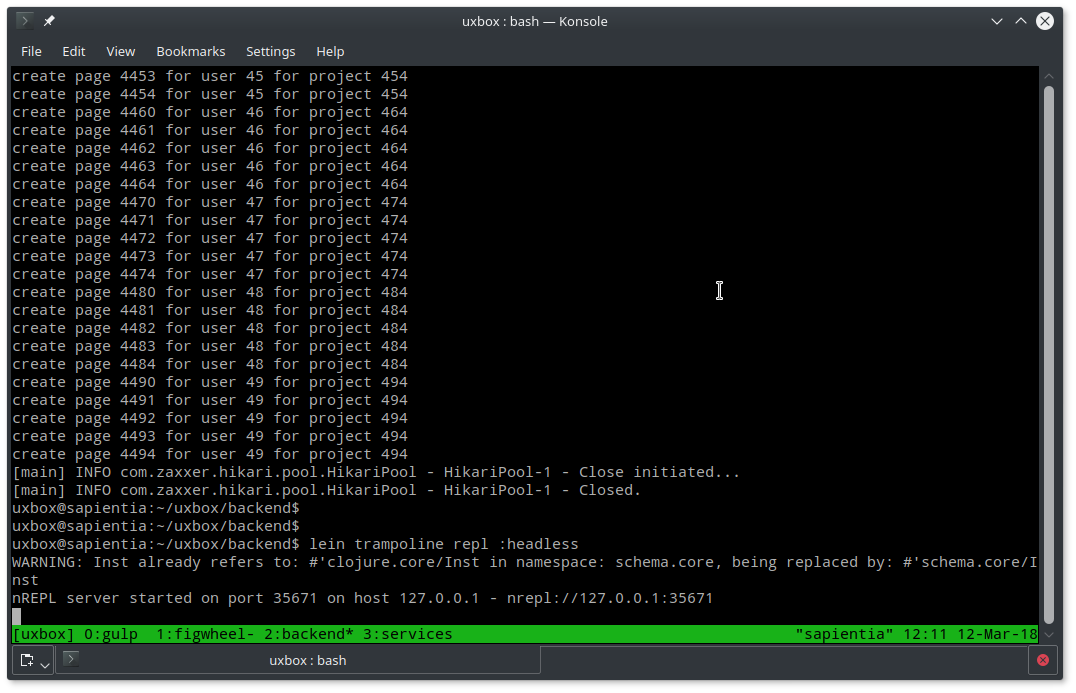 uxbox : bash — Konsole
File Edit View Bookmarks Settings Help
create page 4453 for user 45 for project 454
create page 4454 for user 45 for project 454
create page 4460 for user 46 for project 464
create page 4461 for user 46 for project 464
create page 4462 for user 46 for project 464
create page 4463 for user 46 for project 464
create page 4464 for user 46 for project 464
create page 4470 for user 47 for project 474
create page 4471 for user 47 for project 474
create page 4472 for user 47 for project 474
create page 4473 for user 47 for project 474
create page 4474 for user 47 for project 474
create page 4480 for user 48 for project 484
create page 4481 for user 48 for project 484
create page 4482 for user 48 for project 484
create page 4483 for user 48 for project 484
create page 4484 for user 48 for project 484
create page 4490 for user 49 for project 494
create page 4491 for user 49 for project 494
create page 4492 for user 49 for project 494
create page 4493 for user 49 for project 494
create page 4494 for user 49 for project 494
[main] INFO com.zaxxer.hikari.pool.HikariPool - HikariPool-1 - Close initiated...
[main] INFO com.zaxxer.hikari.pool.HikariPool - HikariPool-1 - Closed.
uxbox@sapientia:~/uxbox/backend$
uxbox@sapientia:~/uxbox/backend$
uxbox@sapientia:~/uxbox/backend$ lein trampoline repl :headless
WARNING: Inst already refers to: #'clojure.core/Inst in namespace: schema.core, being replaced by: #'schema.core/I
nst
nREPL server started on port 35671 on host 127.0.0.1 - nrepl://127.0.0.1:35671
[uxbox] 0:gulp  1:figwheel- 2:backend* 3:services "sapientia" 12:11 12-Mar-18
uxbox : bash